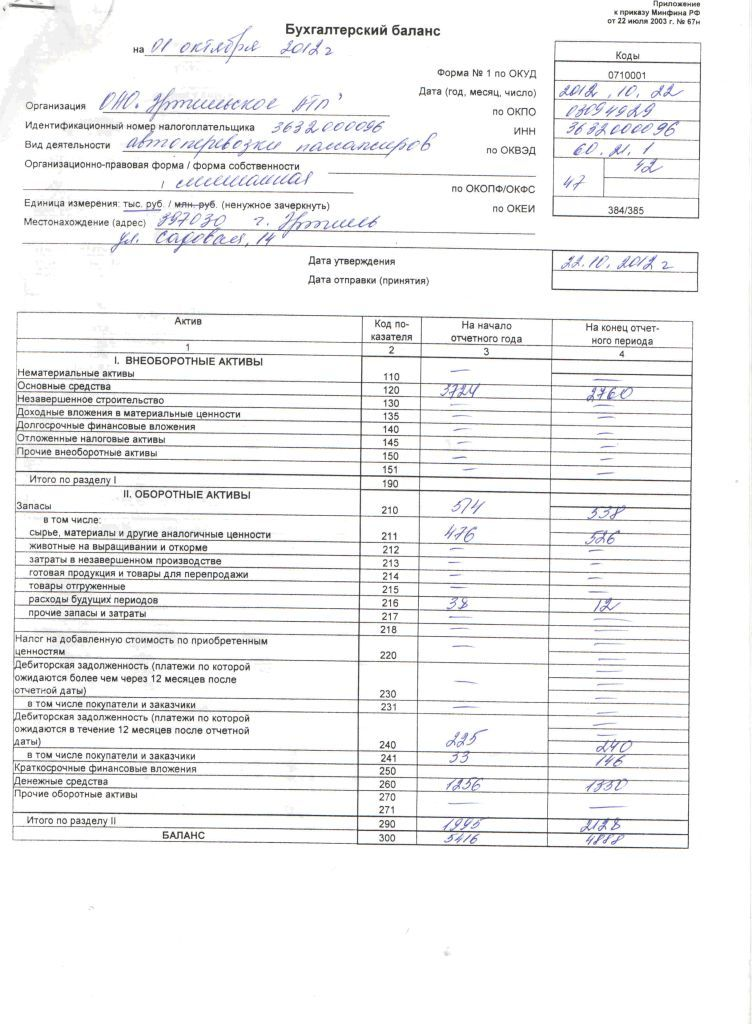 Приложение
к приказу Минфина РФ
от 22 июля 2003 г. № 67н
Бухгалтерский баланс
на 01 октября 2012 г
Коды
Форма № 1 по ОКУД 0710001
Дата (год, месяц, число) 2012, 10, 22
Организация ОАО "Эртильское АТП" по ОКПО 03094929
Идентификационный номер налогоплательщика 3632000096 ИНН 3632000096
Вид деятельности автоперевозки пассажиров по ОКВЭД 60.21.1
Организационно-правовая форма / форма собственности
смешанная по ОКОПФ/ОКФС 47 42
Единица измерения: тыс. руб. / млн. руб. (ненужное зачеркнуть) по ОКЕИ 384/385
Местонахождение (адрес) 397030 г. Эртиль
ул. Садовая, 14
Дата утверждения 22.10.2012 г
Дата отправки (принятия)
Актив Код по- На начало На конец отчет-
казателя отчетного года ного периода
1 2 3 4
I. ВНЕОБОРОТНЫЕ АКТИВЫ
Нематериальные активы 110 — —
Основные средства 120 3724 2760
Незавершенное строительство 130 — —
Доходные вложения в материальные ценности 135 — —
Долгосрочные финансовые вложения 140 — —
Отложенные налоговые активы 145 — —
Прочие внеоборотные активы 150 — —
151 — —
Итого по разделу I 190
II. ОБОРОТНЫЕ АКТИВЫ
Запасы 210 514 538
в том числе:
сырье, материалы и другие аналогичные ценности 211 476 526
животные на выращивании и откорме 212 — —
затраты в незавершенном производстве 213 — —
готовая продукция и товары для перепродажи 214 — —
товары отгруженные 215 — —
расходы будущих периодов 216 38 12
прочие запасы и затраты 217 — —
218 — —
Налог на добавленную стоимость по приобретенным
ценностям 220 — —
Дебиторская задолженность (платежи по которой
ожидаются более чем через 12 месяцев после
отчетной даты) 230 — —
в том числе покупатели и заказчики 231 — —
Дебиторская задолженность (платежи по которой
ожидаются в течение 12 месяцев после отчетной
даты) 240 225 240
в том числе покупатели и заказчики 241 53 146
Краткосрочные финансовые вложения 250
Денежные средства 260 1256 1350
Прочие оборотные активы 270
271 — —
Итого по разделу II 290 1995 2128
БАЛАНС 300 5416 4888